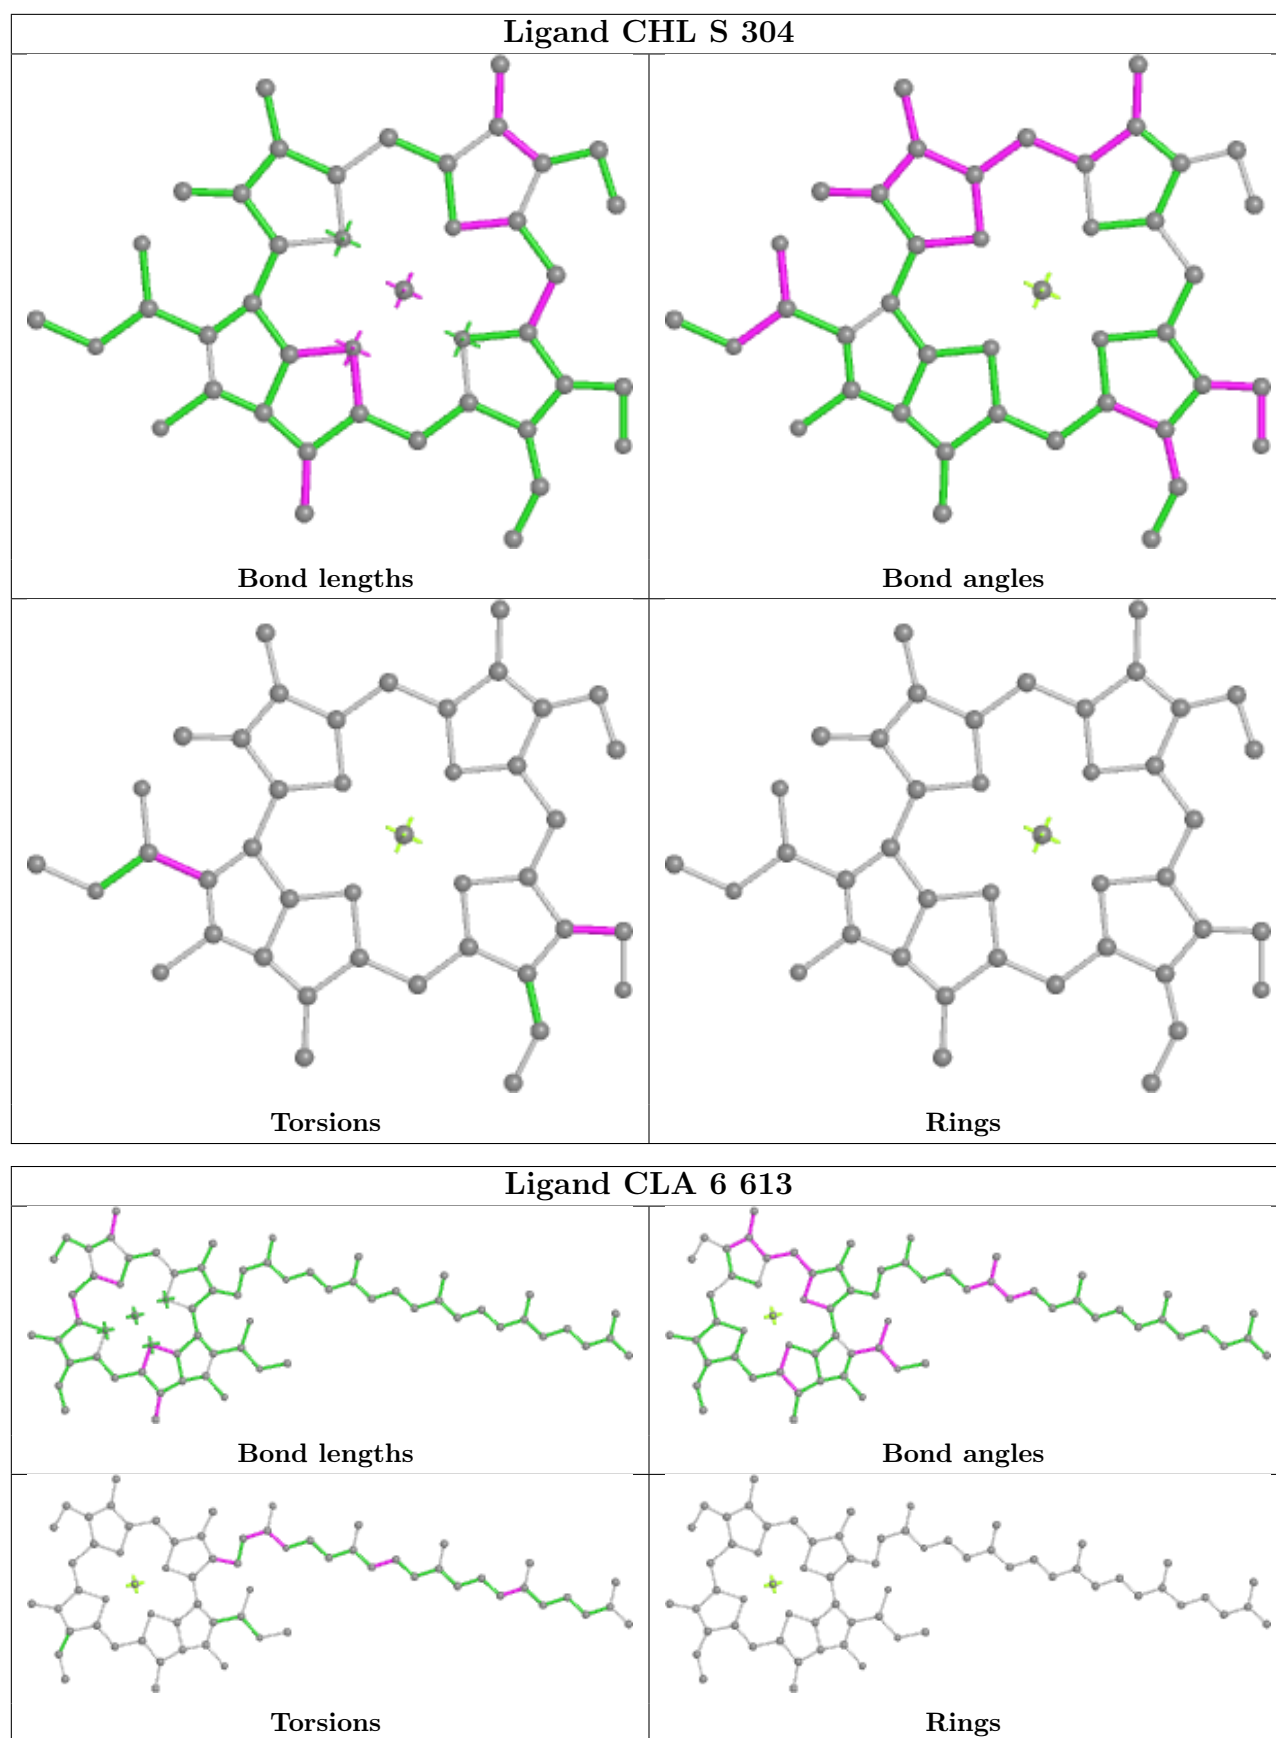 Ligand CHL S 304
Bond lengths
Bond angles
Torsions
Rings
Ligand CLA 6 613
Bond lengths
Bond angles
Torsions
Rings